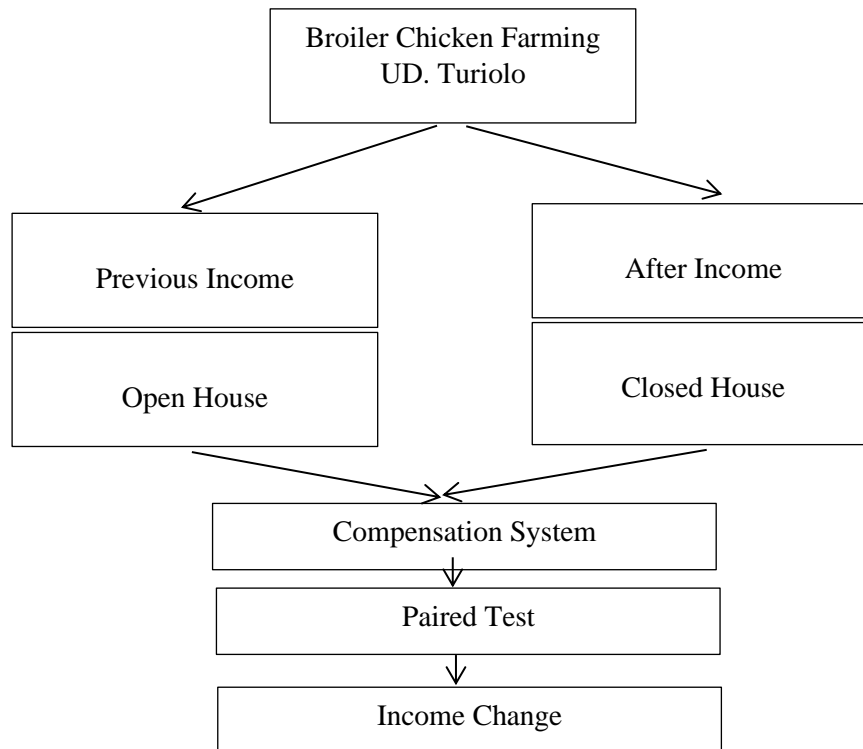 Broiler Chicken Farming
UD. Turiolo
Previous Income
After Income
Open House
Closed House
Compensation System
Paired Test
Income Change